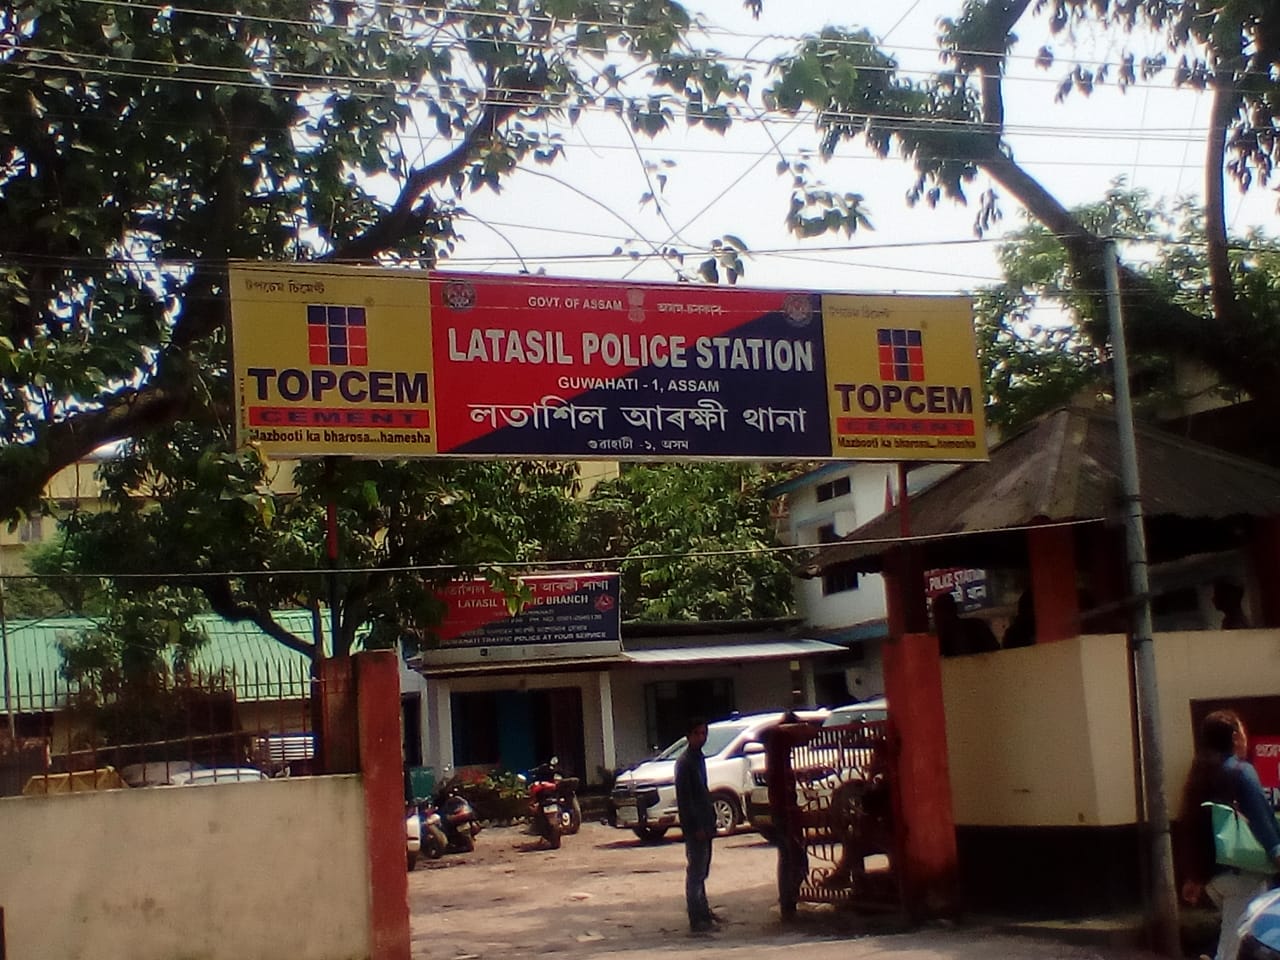 টপচেম চিমেন্ট
TOPCEM
CEMENT
Mazbooti ka bharosa...hamesha
GOVT. OF ASSAM অসম চৰকাৰ
LATASIL POLICE STATION
GUWAHATI - 1, ASSAM
লতাশিল আৰক্ষী থানা
গুৱাহাটী -১, অসম
টপচেম চিমেন্ট
TOPCEM
CEMENT
Mazbooti ka bharosa...hamesha
আৰক্ষী শাখা
LATASIL BRANCH
GUWAHATI TRAFFIC POLICE AT YOUR SERVICE
POLICE STATION